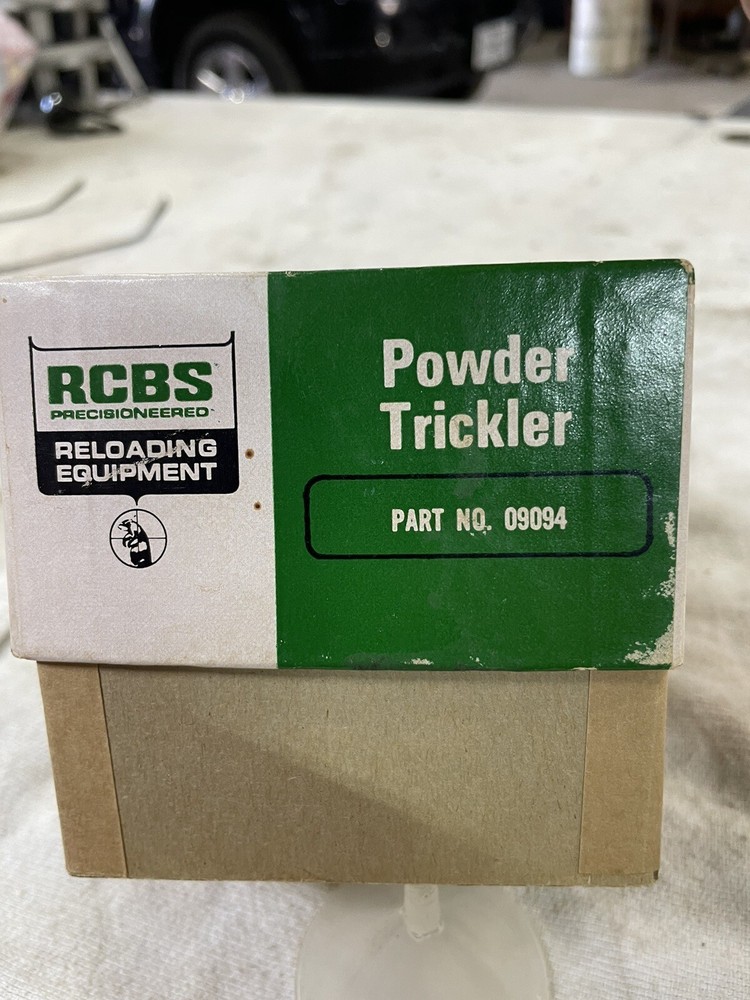 RCBS
PRECISIONEERED
RELOADING
EQUIPMENT
Powder
Trickler
PART NO. 09094